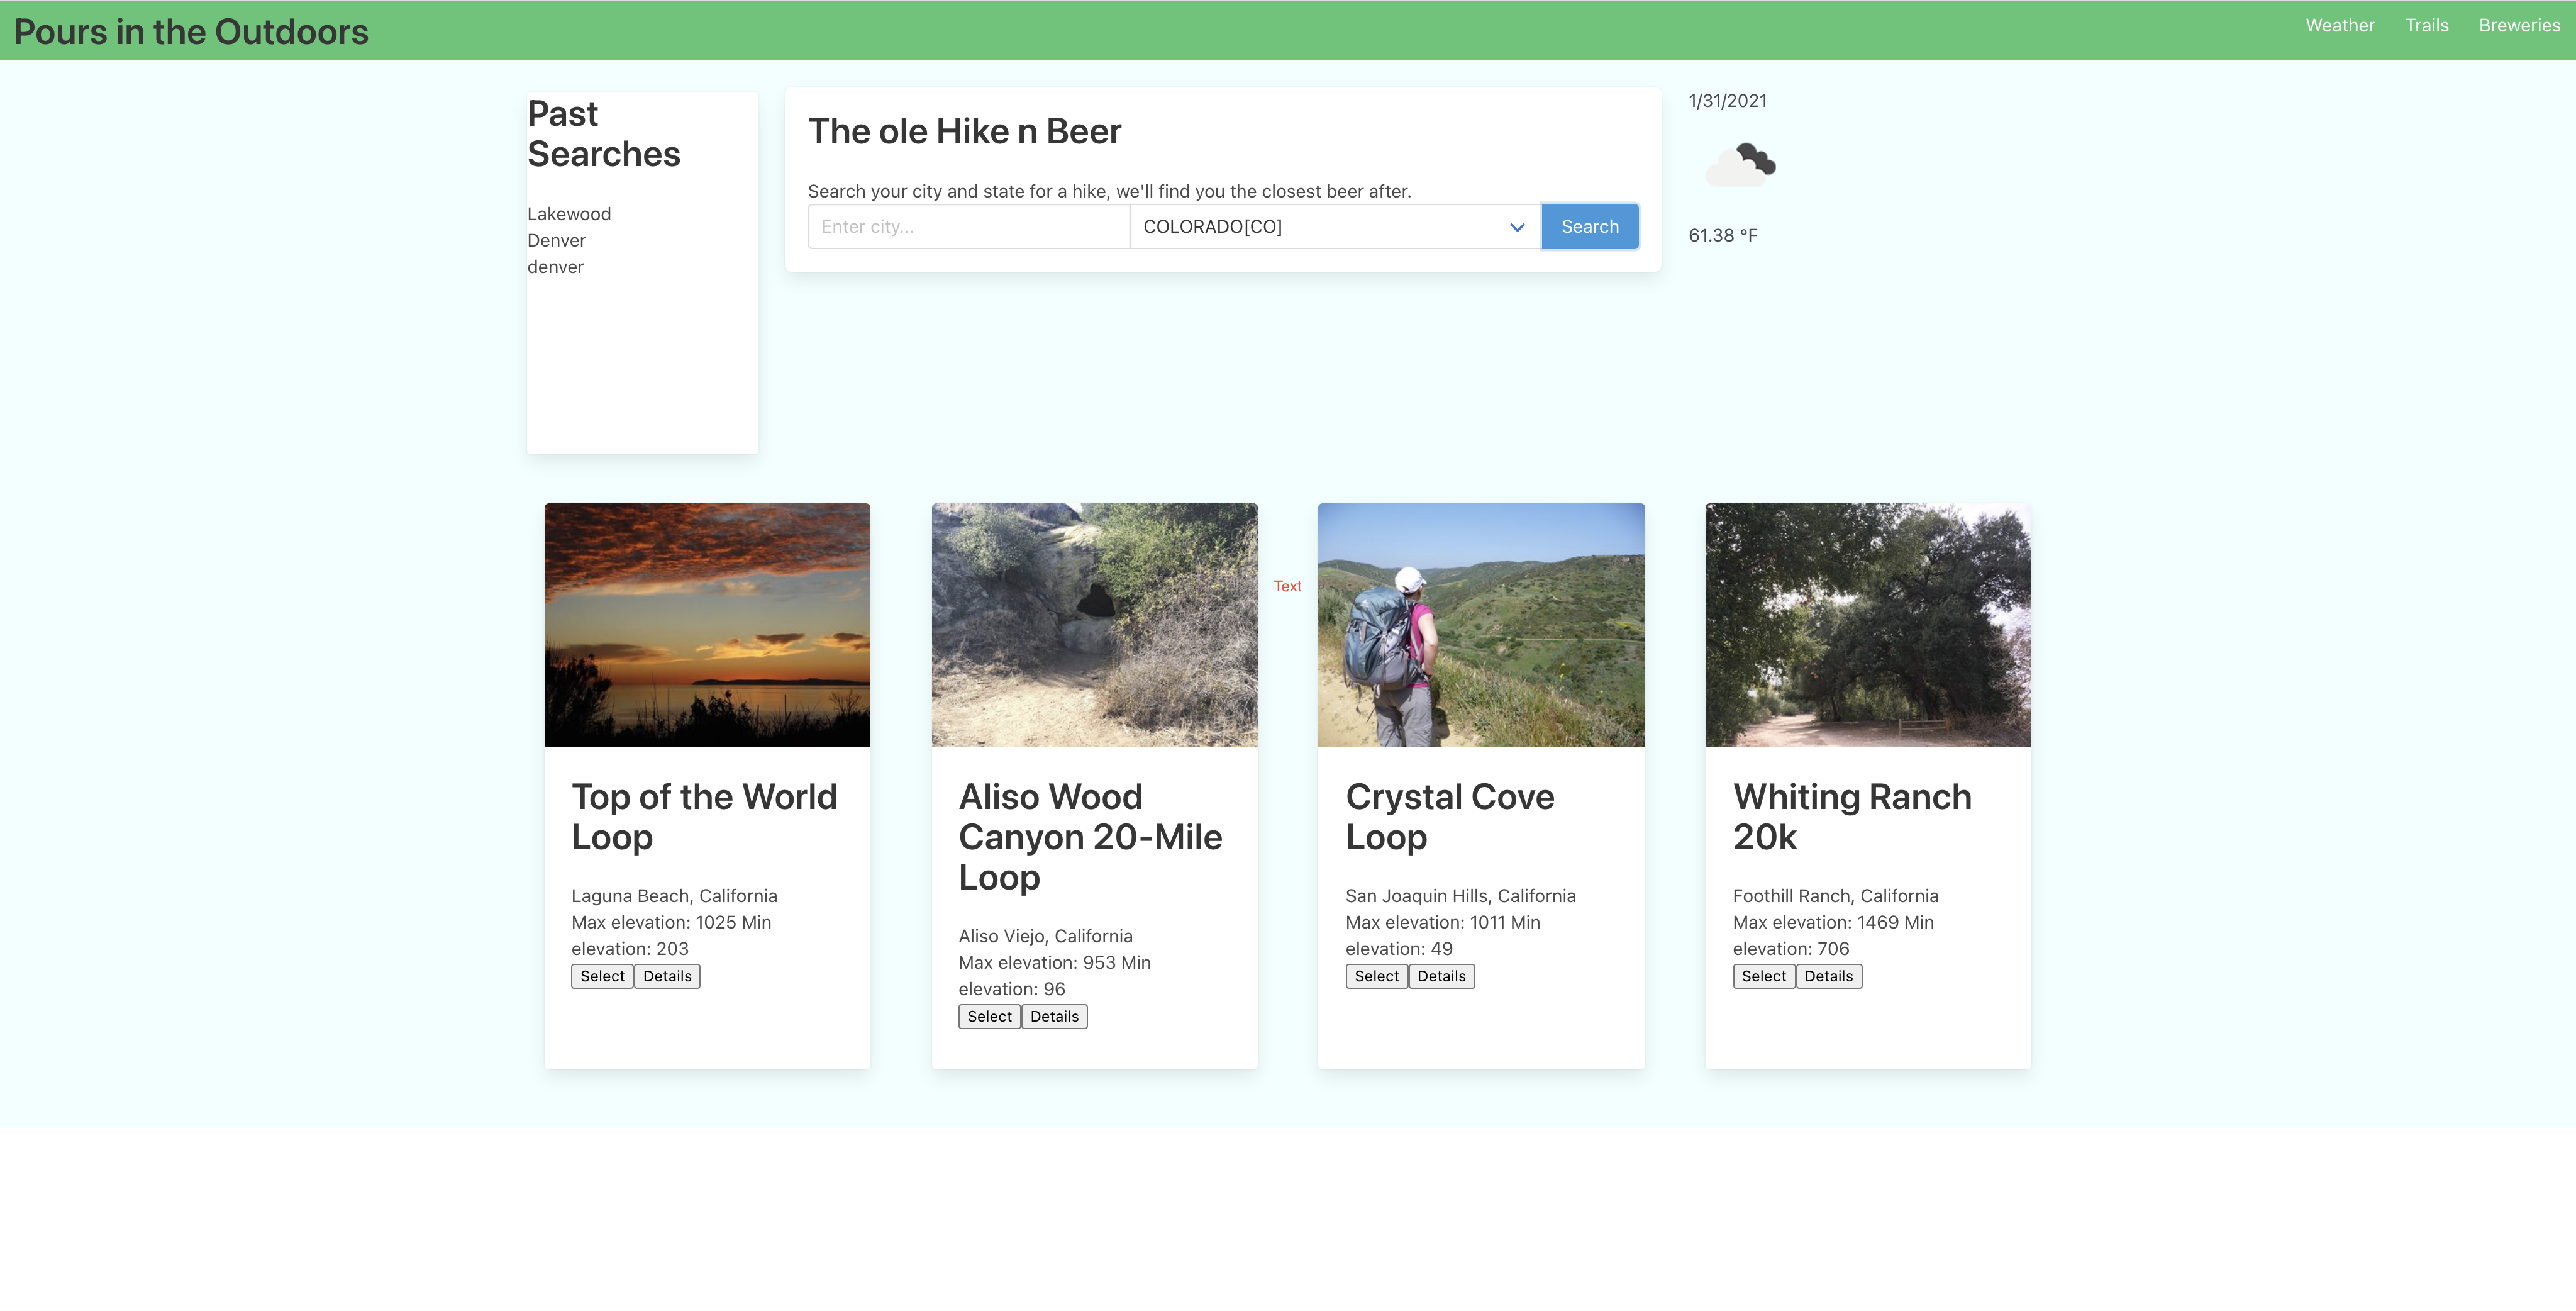 Pours in the Outdoors
Weather Trails Breweries
Past
Searches
Lakewood
Denver
denver
The ole Hike n Beer
Search your city and state for a hike, we'll find you the closest beer after.
Enter city... COLORADO[CO] Search
1/31/2021
61.38 °F
Text
Top of the World
Loop
Laguna Beach, California
Max elevation: 1025 Min
elevation: 203
Select Details
Aliso Wood
Canyon 20-Mile
Loop
Aliso Viejo, California
Max elevation: 953 Min
elevation: 96
Select Details
Crystal Cove
Loop
San Joaquin Hills, California
Max elevation: 1011 Min
elevation: 49
Select Details
Whiting Ranch
20k
Foothill Ranch, California
Max elevation: 1469 Min
elevation: 706
Select Details